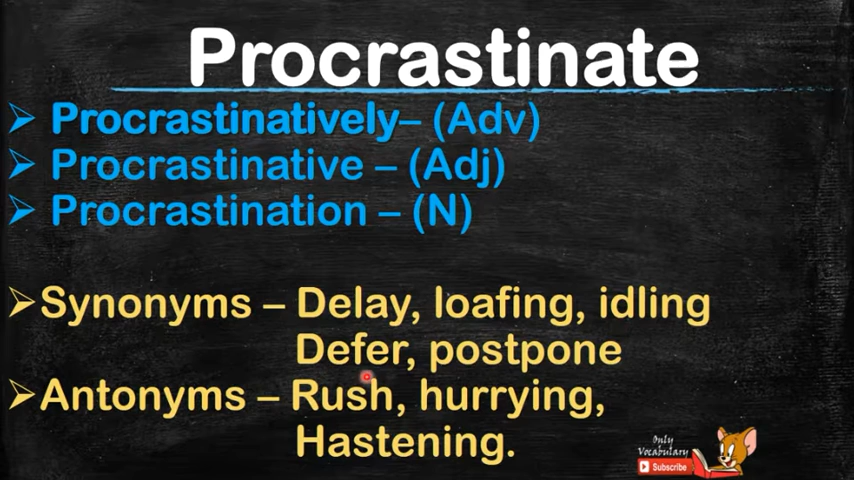 Procrastinate
➢ Procrastinatively– (Adv)
➢ Procrastinative – (Adj)
➢ Procrastination – (N)
➢Synonyms – Delay, loafing, idling
Defer, postpone
➢Antonyms – Rush, hurrying,
Hastening.
Only
Vocabulary
Subscribe